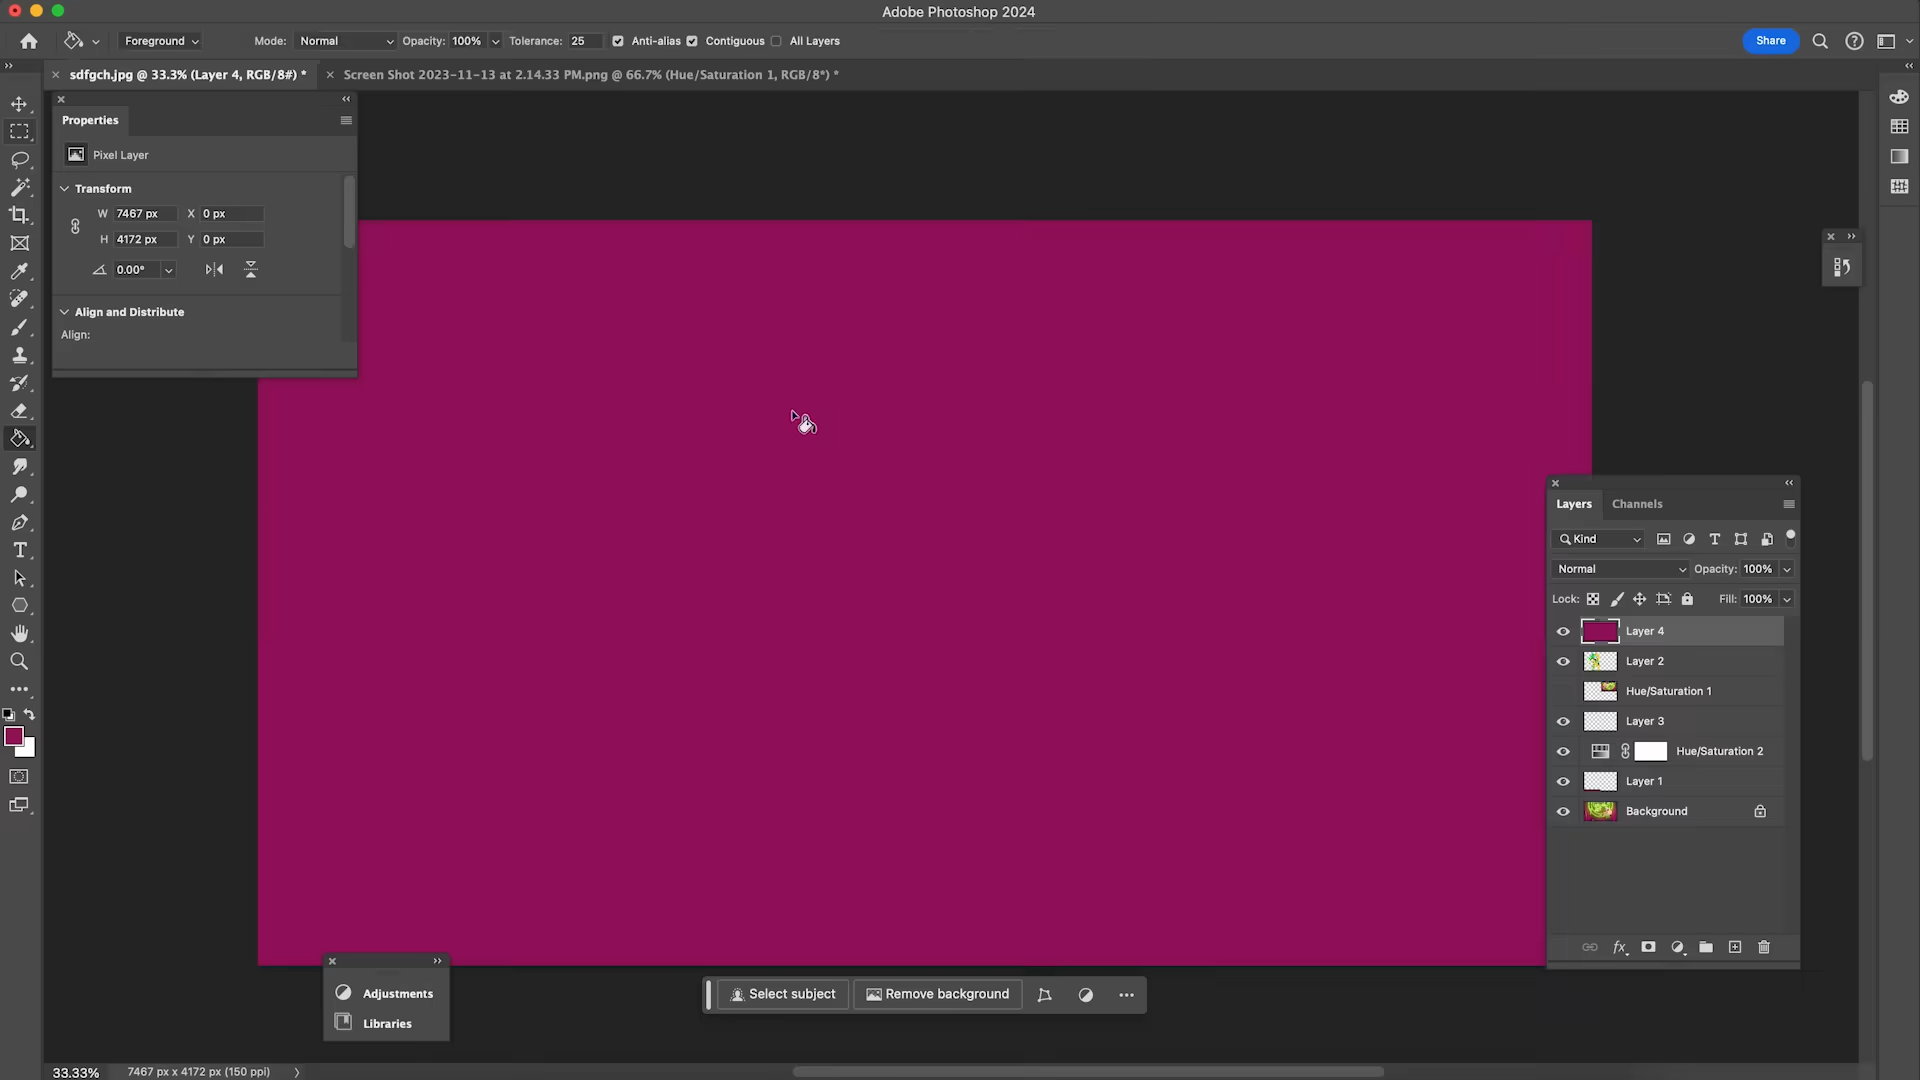 Adobe Photoshop 2024
Foreground Mode: Normal Opacity: 100% Tolerance: 25 Anti-alias Contiguous All Layers Share
sdfgch.jpg @ 33.3% (Layer 4, RGB/8#) * Screen Shot 2023-11-13 at 2.14.33 PM.png @ 66.7% (Hue/Saturation 1, RGB/8*) *
Properties
Pixel Layer
Transform
W 7467 px X 0 px
H 4172 px Y 0 px
0.00°
Align and Distribute
Align:
Layers Channels
Kind
Normal Opacity: 100%
Lock: Fill: 100%
Layer 4
Layer 2
Hue/Saturation 1
Layer 3
Hue/Saturation 2
Layer 1
Background
Adjustments
Libraries
Select subject Remove background
33.33% 7467 px x 4172 px (150 ppi)